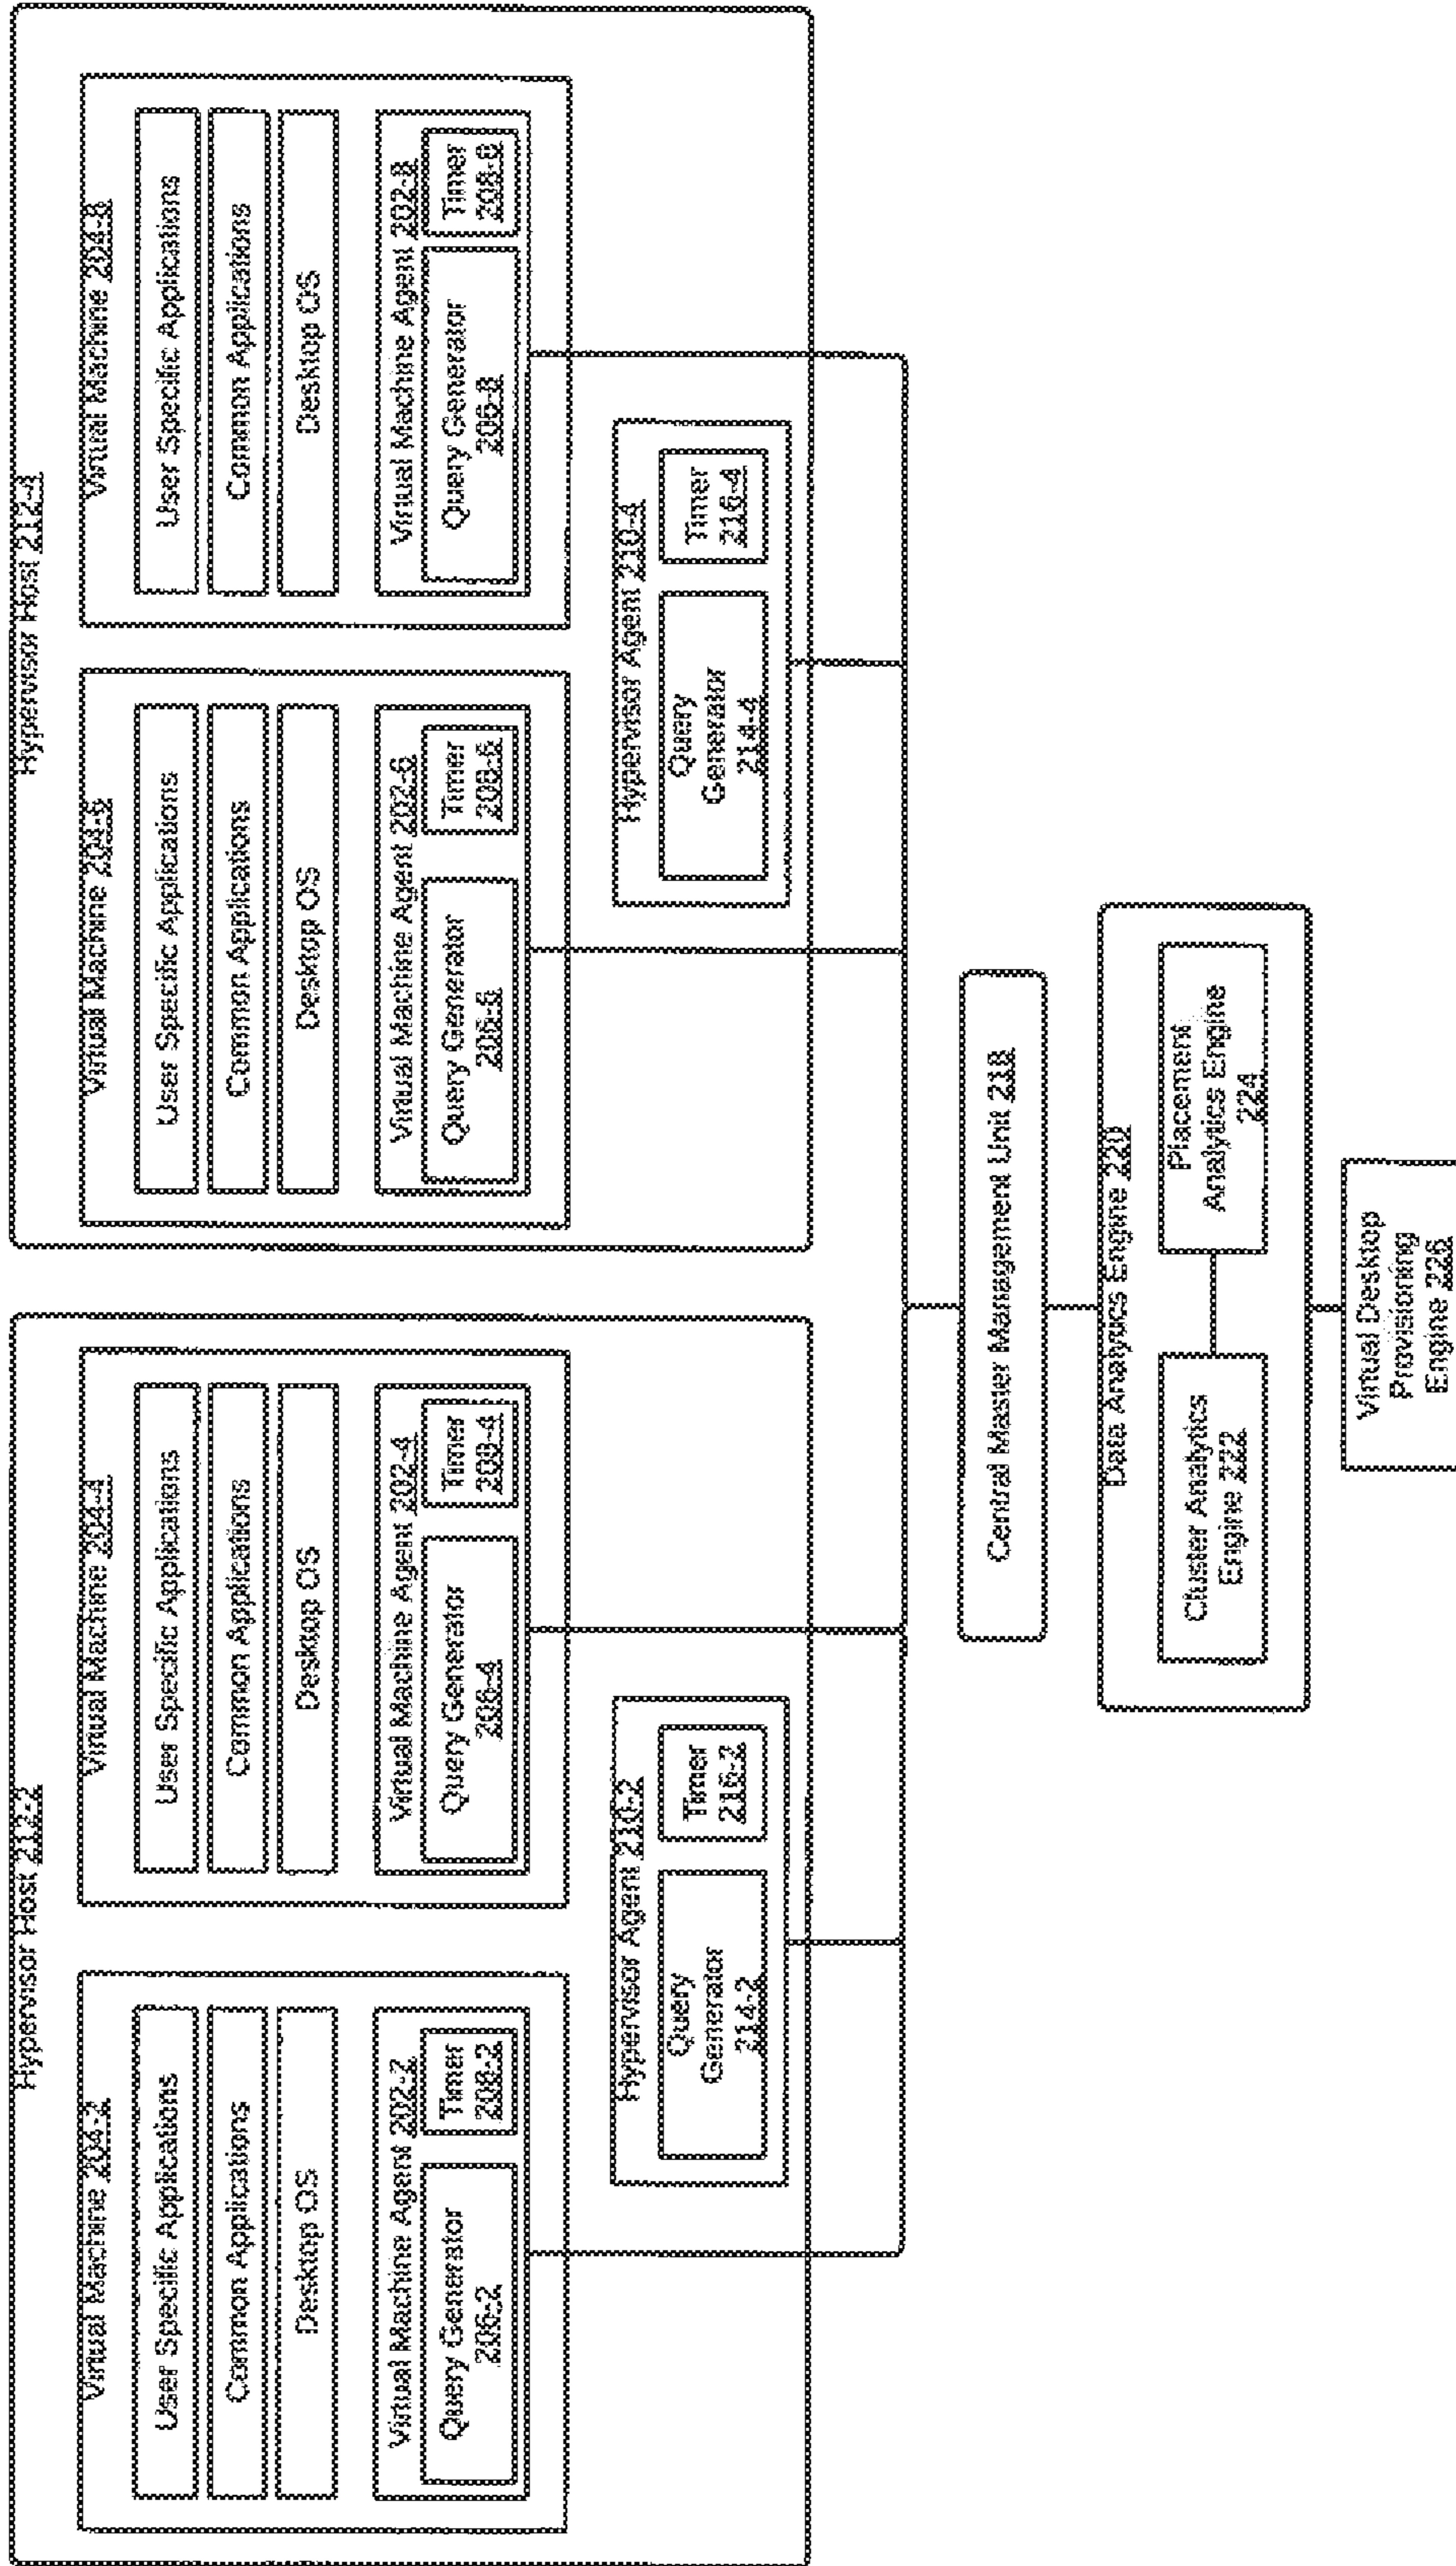 Hypervisor Host 212-2
Virtual Machine 204-2
User Specific Applications
Common Applications
Desktop OS
Virtual Machine Agent 202-2
Query Generator
206-2
Timer
208-2
Virtual Machine 204-4
User Specific Applications
Common Applications
Desktop OS
Virtual Machine Agent 202-4
Query Generator
206-4
Timer
208-4
Hypervisor Agent 210-2
Query
Generator
214-2
Timer
216-2
Hypervisor Host 212-4
Virtual Machine 204-6
User Specific Applications
Common Applications
Desktop OS
Virtual Machine Agent 202-6
Query Generator
206-6
Timer
208-6
Virtual Machine 204-8
User Specific Applications
Common Applications
Desktop OS
Virtual Machine Agent 202-8
Query Generator
206-8
Timer
208-8
Hypervisor Agent 210-4
Query
Generator
214-4
Timer
216-4
Central Master Management Unit 218
Data Analytics Engine 220
Cluster Analytics
Engine 222
Placement
Analytics Engine
224
Virtual Desktop
Provisioning
Engine 226